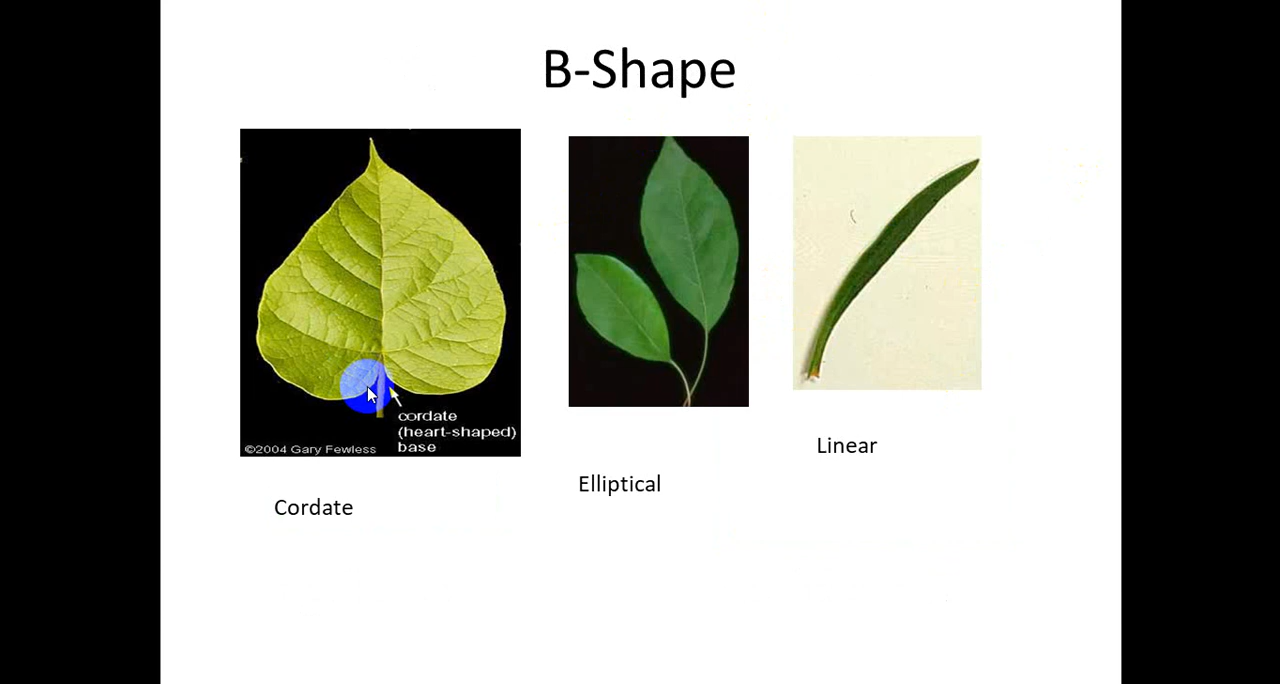 B-Shape
cordate
(heart-shaped)
base
©2004 Gary Fewless
Cordate
Elliptical
Linear